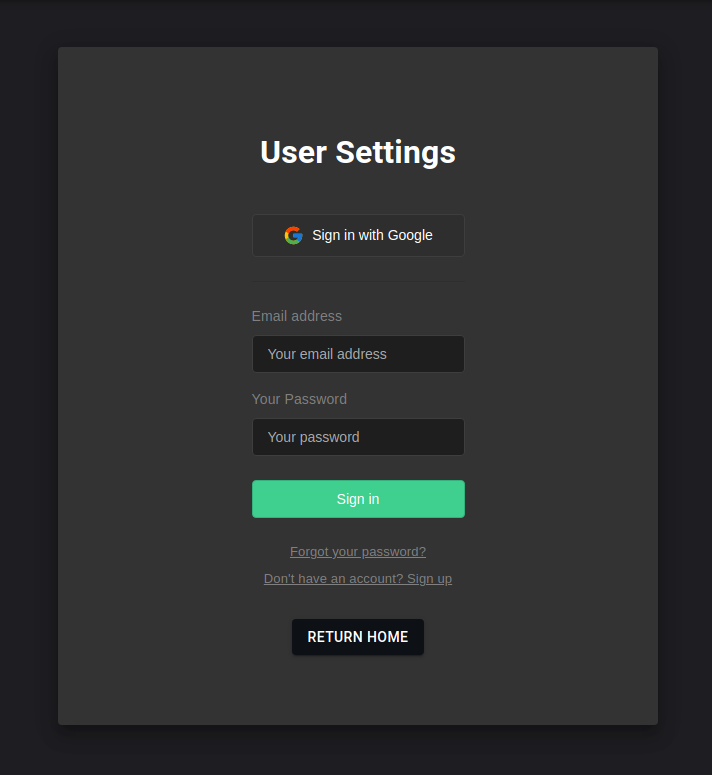 User Settings
Sign in with Google
Email address
Your email address
Your Password
Your password
Sign in
Forgot your password?
Don't have an account? Sign up
RETURN HOME